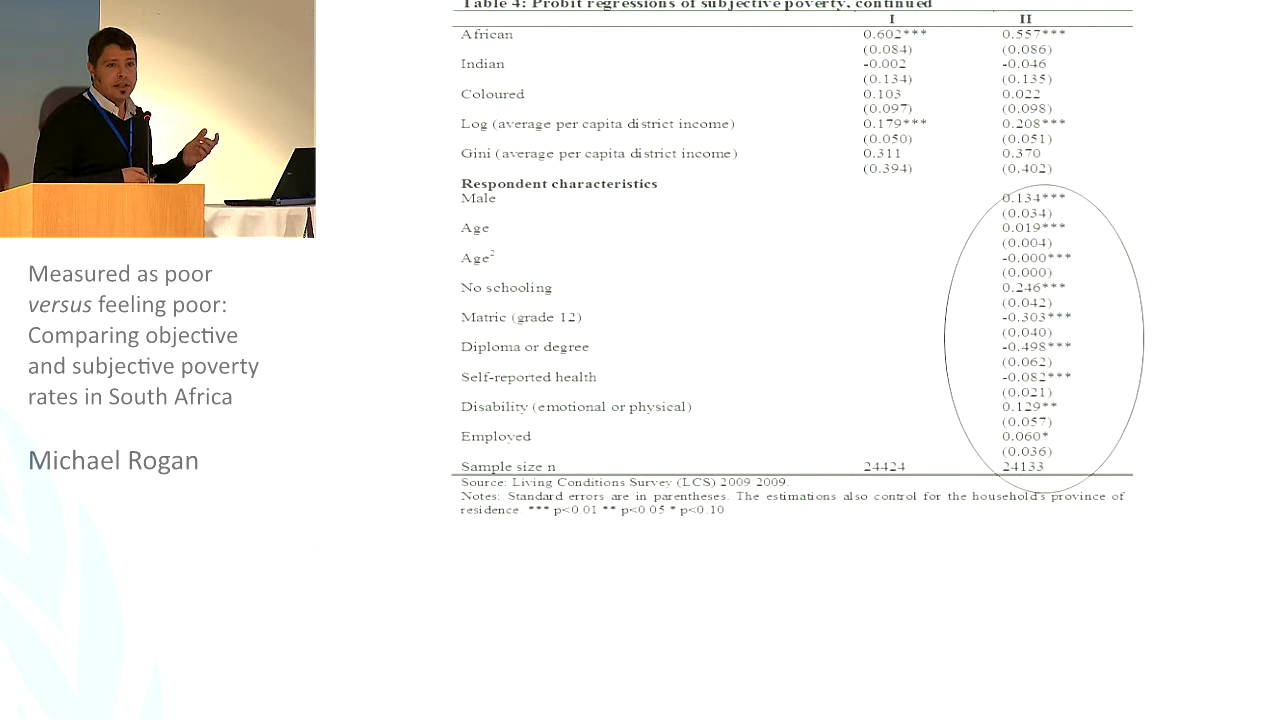 Table 4: Probit regressions of subjective poverty, continued
I II
African 0.602*** 0.557***
(0.084) (0.086)
Indian -0.002 -0.046
(0.134) (0.135)
Coloured 0.103 0.022
(0.097) (0.098)
Log (average per capita district income) 0.179*** 0.208***
(0.050) (0.051)
Gini (average per capita district income) 0.311 0.370
(0.394) (0.402)
Respondent characteristics
Male 0.134***
(0.034)
Age 0.019***
(0.004)
Age² -0.000***
(0.000)
No schooling 0.246***
(0.042)
Matric (grade 12) -0.303***
(0.040)
Diploma or degree -0.498***
(0.062)
Self-reported health -0.082***
(0.021)
Disability (emotional or physical) 0.129**
(0.057)
Employed 0.060*
(0.036)
Sample size n 24424 24133
Source: Living Conditions Survey (LCS) 2009 2009.
Notes: Standard errors are in parentheses. The estimations also control for the household's province of
residence. *** p<0.01 ** p<0.05 * p<0.10
Measured as poor
versus feeling poor:
Comparing objective
and subjective poverty
rates in South Africa
Michael Rogan